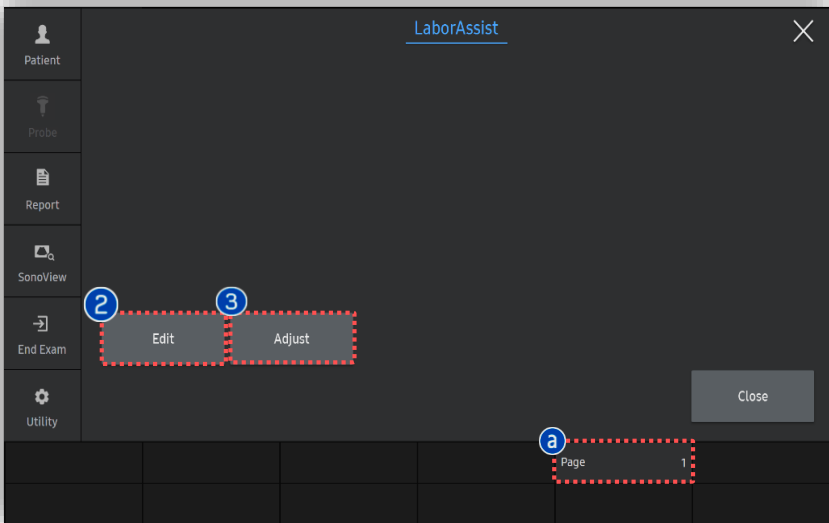 LaborAssist
Patient
Probe
Report
SonoView
2 3
Edit Adjust
End Exam
Close
Utility
a
Page 1